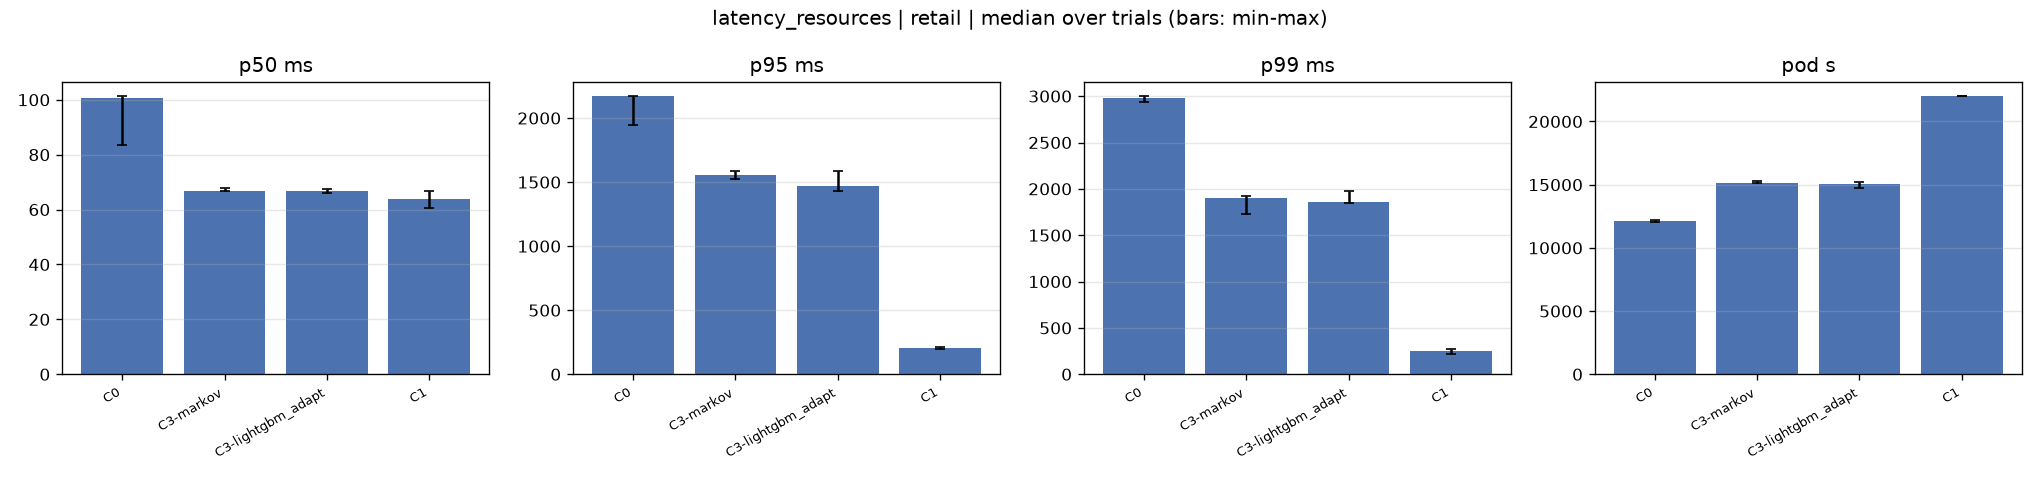 latency_resources | retail | median over trials (bars: min-max)
p50 ms
100
80
60
40
20
0
C0
C3-markov
C3-lightgbm_adapt
C1
p95 ms
2000
1500
1000
500
0
C0
C3-markov
C3-lightgbm_adapt
C1
p99 ms
3000
2500
2000
1500
1000
500
0
C0
C3-markov
C3-lightgbm_adapt
C1
pod s
20000
15000
10000
5000
0
C0
C3-markov
C3-lightgbm_adapt
C1